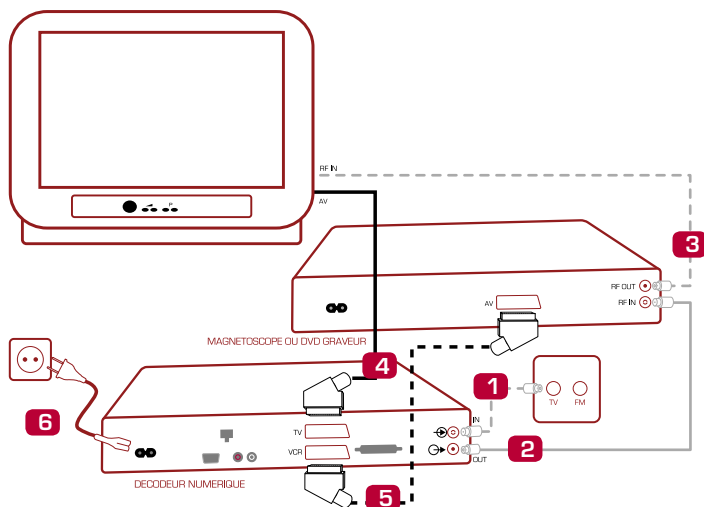 RF IN
AV
P
3
RF OUT
RF IN
AV
MAGNETOSCOPE OU DVD GRAVEUR
4
1
TV
FM
6
IN
TV
VCR
2
OUT
DECODEUR NUMERIQUE
5